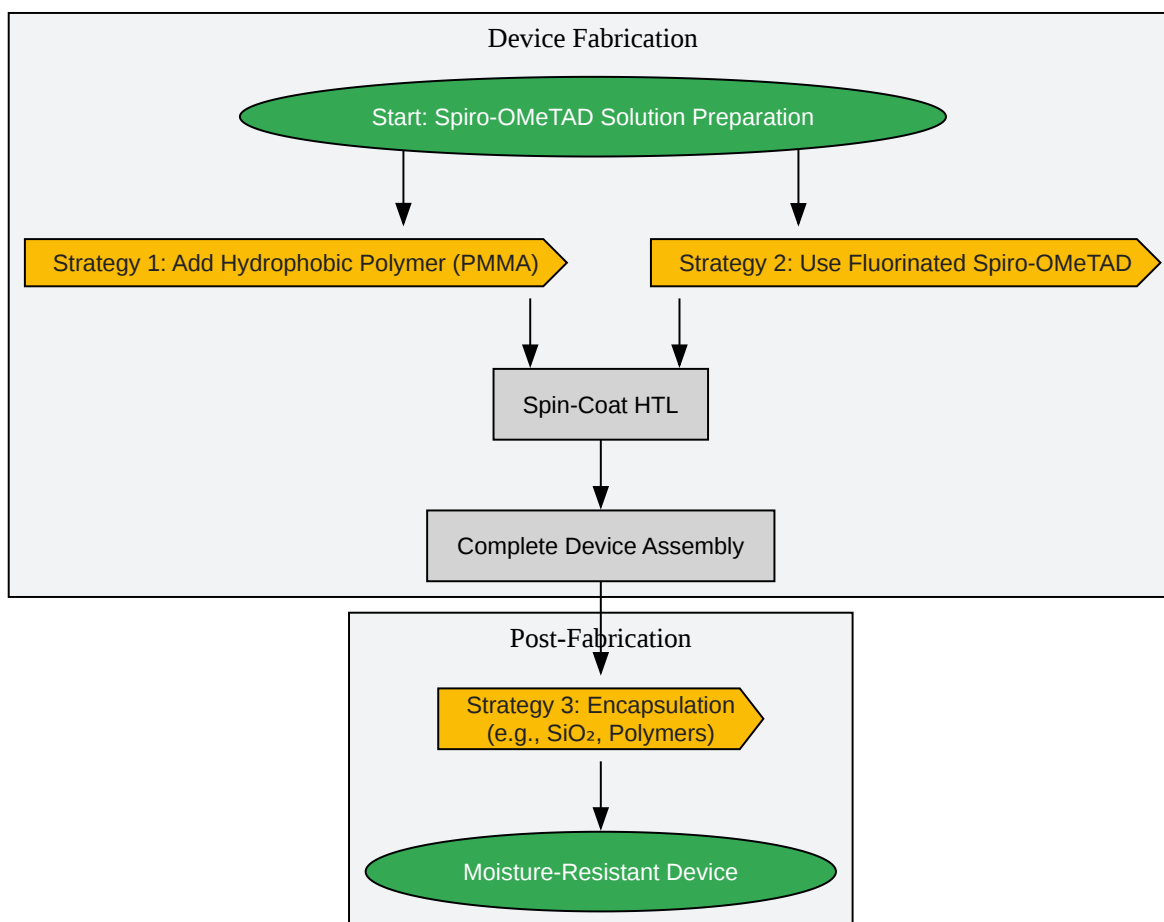 Device Fabrication
Start: Spiro-OMeTAD Solution Preparation
Strategy 1: Add Hydrophobic Polymer (PMMA)
Strategy 2: Use Fluorinated Spiro-OMeTAD
Spin-Coat HTL
Complete Device Assembly
Post-Fabrication
Strategy 3: Encapsulation
(e.g., SiO₂, Polymers)
Moisture-Resistant Device